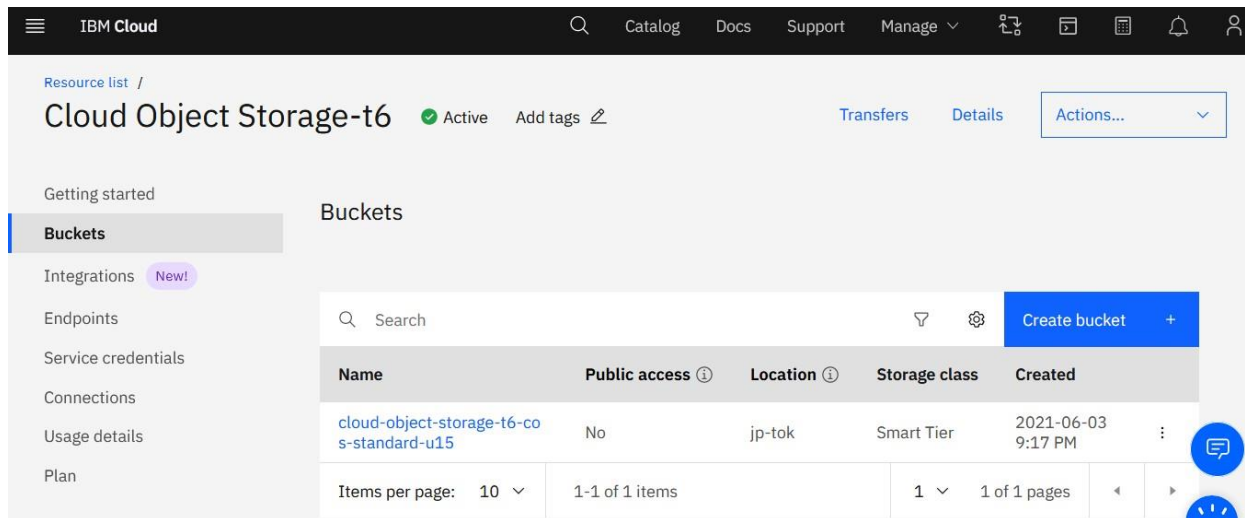 IBM Cloud
Catalog Docs Support Manage
Resource list /
Cloud Object Storage-t6 Active Add tags Transfers Details Actions...
Getting started
Buckets
Integrations New!
Endpoints
Service credentials
Connections
Usage details
Plan
Buckets
Search Create bucket +
Name Public access Location Storage class Created
cloud-object-storage-t6-co
s-standard-u15
No jp-tok Smart Tier
2021-06-03
9:17 PM
Items per page: 10 1-1 of 1 items 1 1 of 1 pages